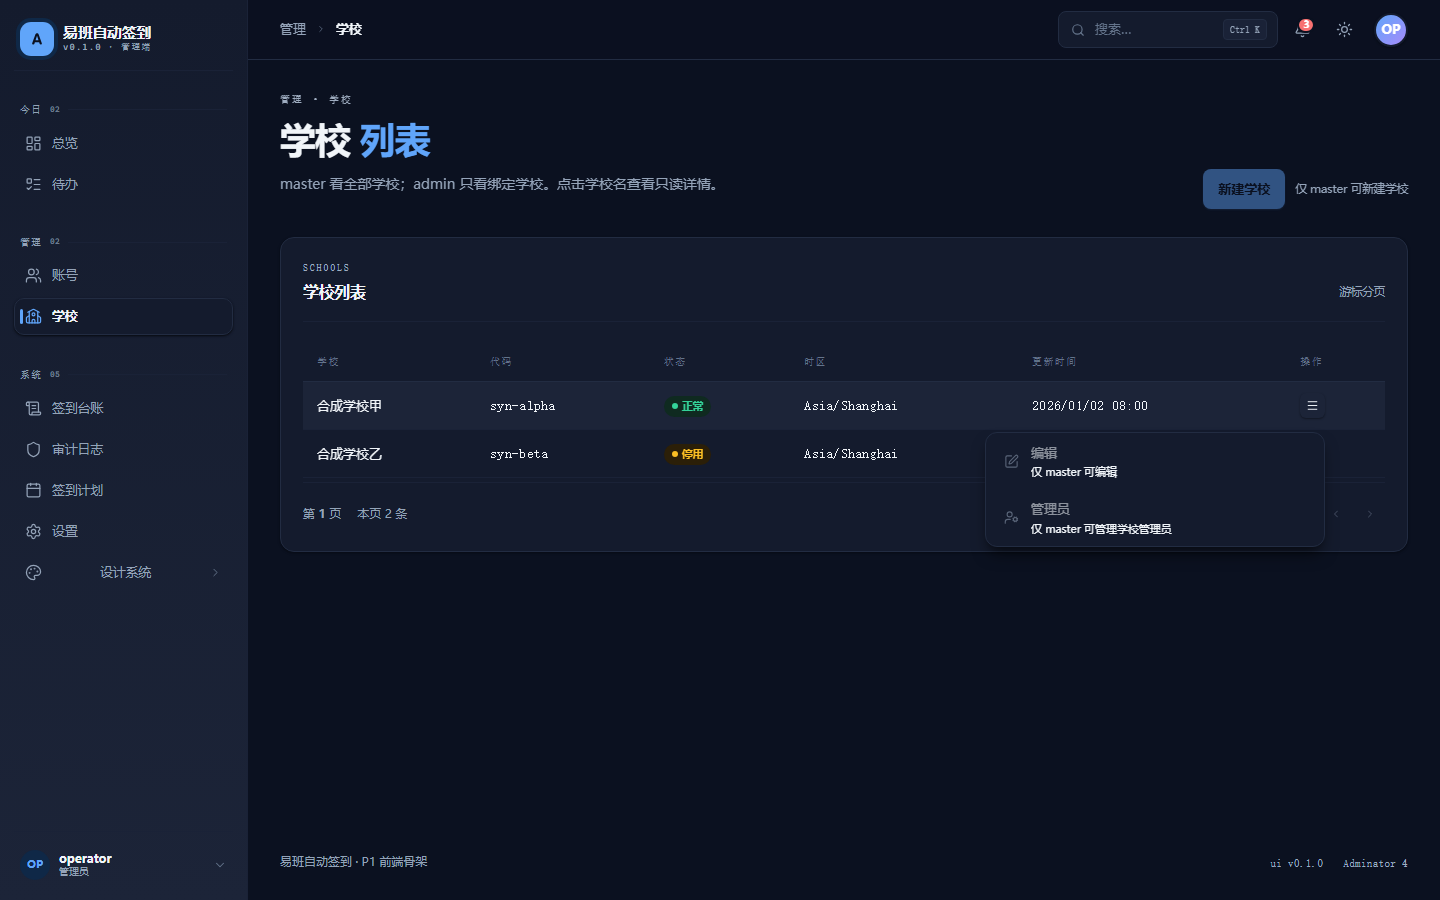 A
易班自动签到
v0.1.0 · 管理端
管理 › 学校
搜索...
Ctrl K
3
OP
今日 02
总览
待办
管理 02
账号
学校
系统 05
签到台账
审计日志
签到计划
设置
设计系统
OP
operator
管理员
管理 · 学校
学校 列表
master 看全部学校；admin 只看绑定学校。点击学校名查看只读详情。
新建学校 仅 master 可新建学校
SCHOOLS
学校列表
游标分页
学校 代码 状态 时区 更新时间 操作
合成学校甲 syn-alpha 正常 Asia/Shanghai 2026/01/02 08:00
合成学校乙 syn-beta 停用 Asia/Shanghai
编辑
仅 master 可编辑
管理员
仅 master 可管理学校管理员
第 1 页 本页 2 条
易班自动签到 · P1 前端骨架
ui v0.1.0 Adminator 4